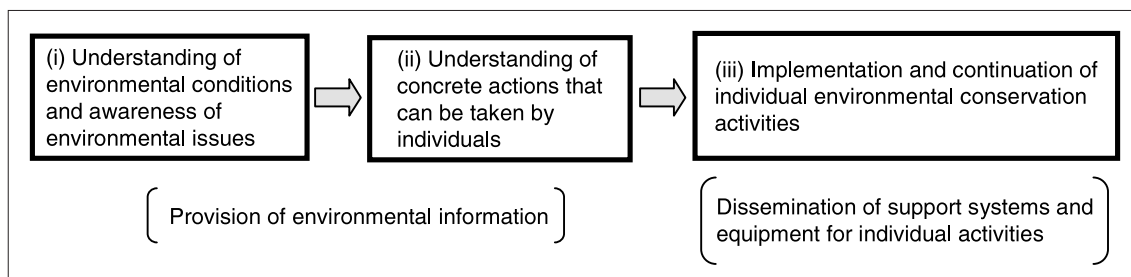 (i) Understanding of
environmental conditions
and awareness of
environmental issues
(ii) Understanding of
concrete actions that
can be taken by
individuals
(iii) Implementation and continuation of
individual environmental conservation
activities
Provision of environmental information
Dissemination of support systems and
equipment for individual activities